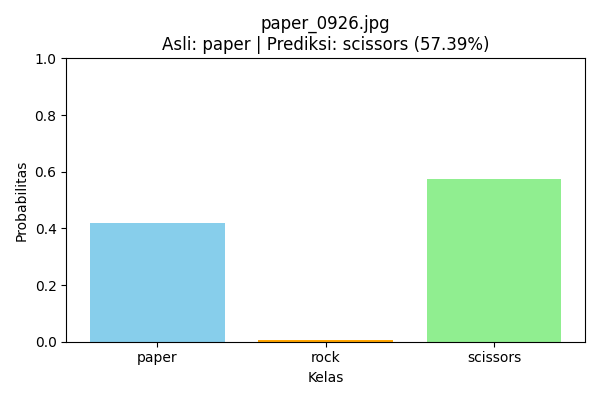 paper_0926.jpg
Asli: paper | Prediksi: scissors (57.39%)
1.0
0.8
0.6
0.4
0.2
0.0
Probabilitas
paper rock scissors
Kelas